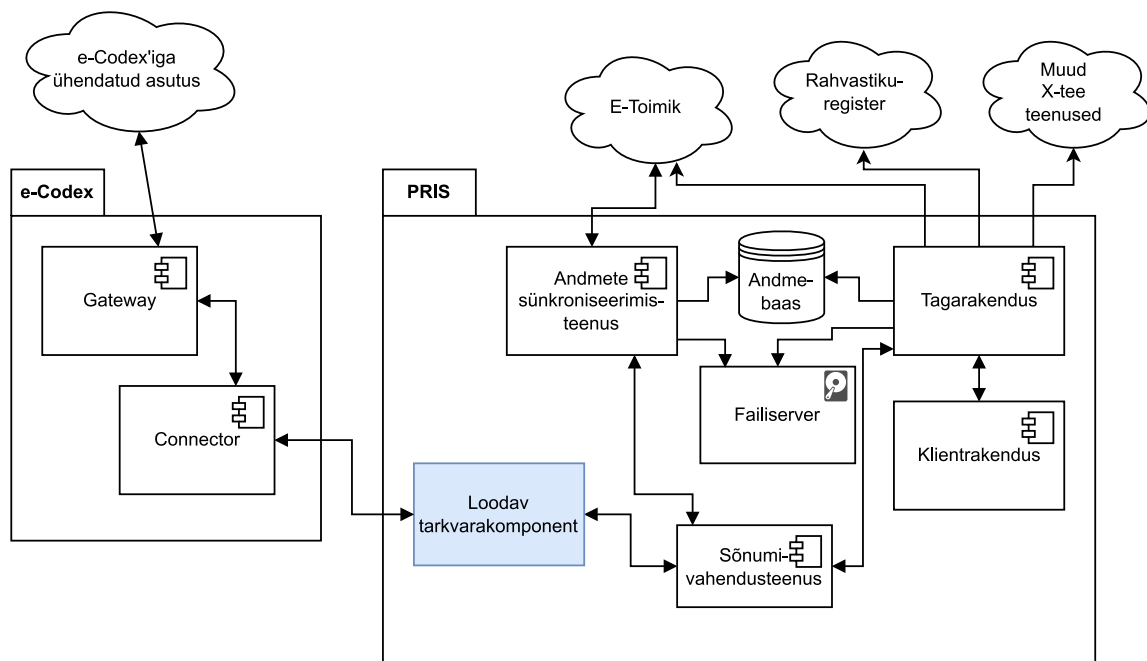 e-Codex'iga
ühendatud asutus
E-Toimik
Rahvastiku-
register
Muud
X-tee
teenused
e-Codex
PRIS
Gateway
Connector
Andmete
sünkroniseerimis-
teenus
Andme-
baas
Tagarakendus
Failiserver
Klientrakendus
Loodav
tarkvarakomponent
Sõnumi-
vahendusteenus